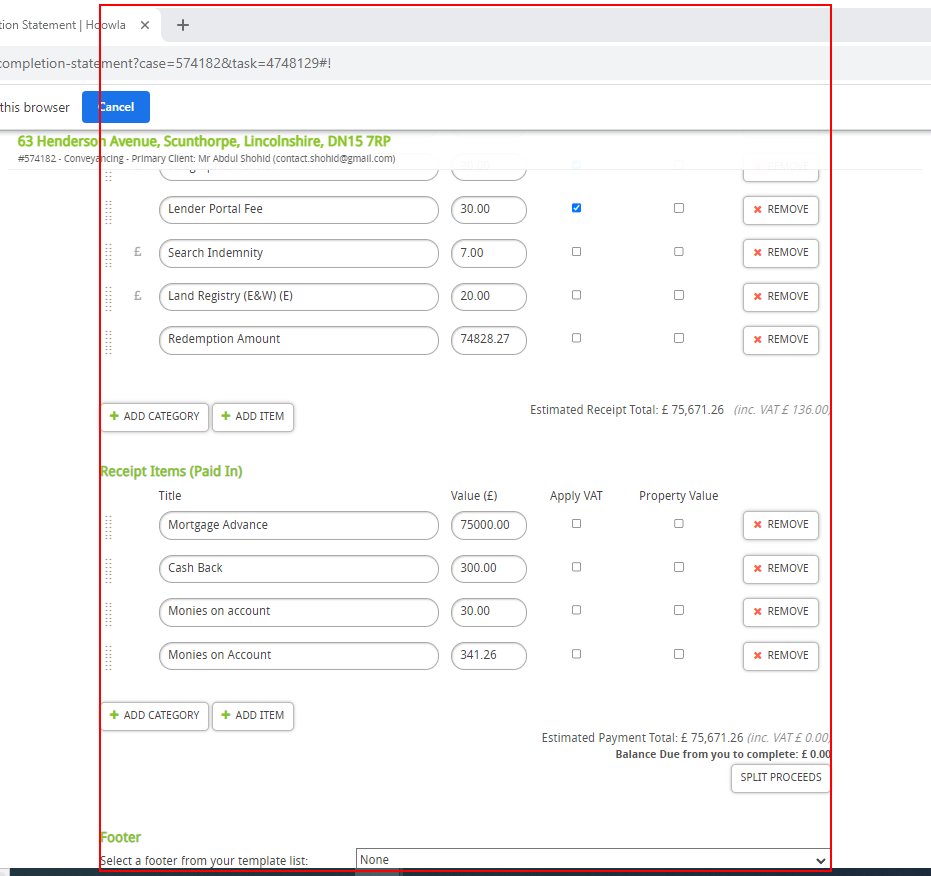 tion Statement | Hoowla
completion-statement?case=574182&task=4748129#!
this browser Cancel
63 Henderson Avenue, Scunthorpe, Lincolnshire, DN15 7RP
#574182 - Conveyancing - Primary Client: Mr Abdul Shohid (contact.shohid@gmail.com)
Lender Portal Fee 30.00 REMOVE
£ Search Indemnity 7.00 REMOVE
£ Land Registry (E&W) (E) 20.00 REMOVE
Redemption Amount 74828.27 REMOVE
ADD CATEGORY ADD ITEM Estimated Receipt Total: £ 75,671.26 (inc. VAT £ 136.00)
Receipt Items (Paid In)
Title Value (£) Apply VAT Property Value
Mortgage Advance 75000.00 REMOVE
Cash Back 300.00 REMOVE
Monies on account 30.00 REMOVE
Monies on Account 341.26 REMOVE
ADD CATEGORY ADD ITEM
Estimated Payment Total: £ 75,671.26 (inc. VAT £ 0.00)
Balance Due from you to complete: £ 0.00
SPLIT PROCEEDS
Footer
Select a footer from your template list: None